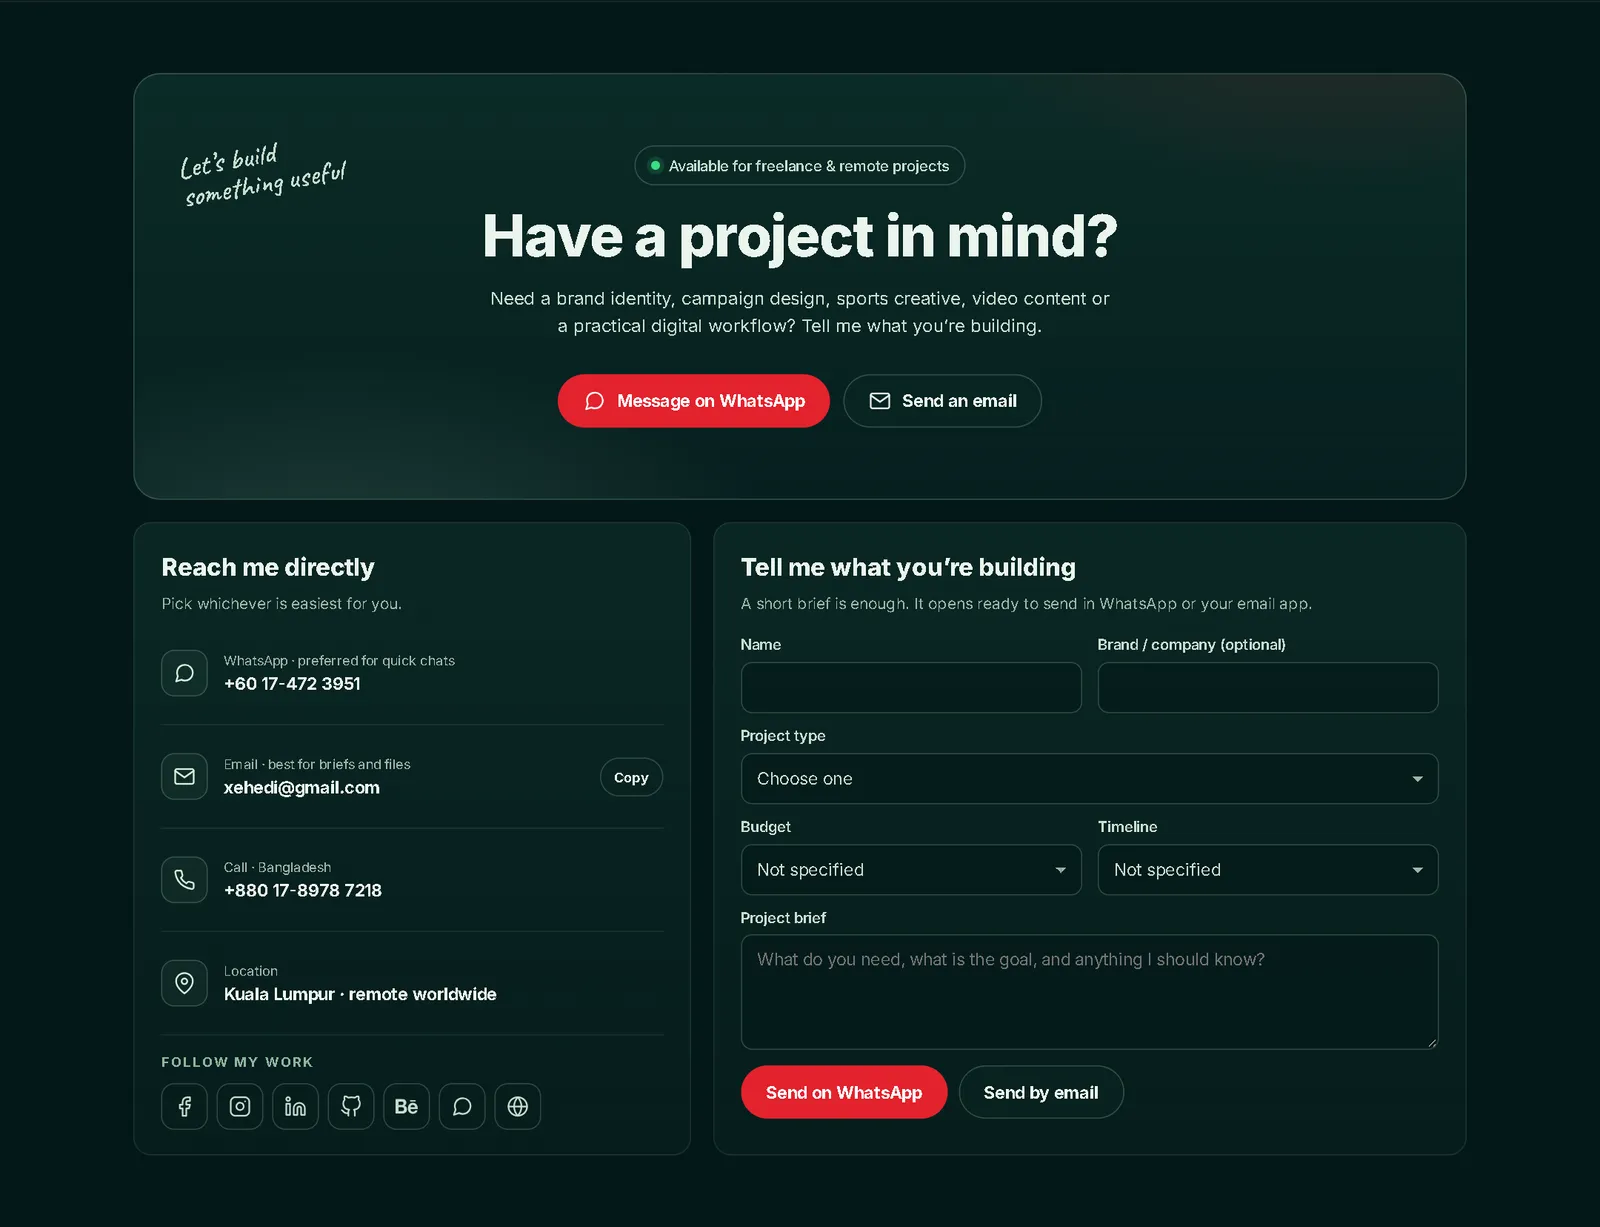 Let's build
something useful
Available for freelance & remote projects
Have a project in mind?
Need a brand identity, campaign design, sports creative, video content or
a practical digital workflow? Tell me what you’re building.
Message on WhatsApp
Send an email
Reach me directly
Pick whichever is easiest for you.
WhatsApp · preferred for quick chats
+60 17-472 3951
Email · best for briefs and files
xehedi@gmail.com
Copy
Call · Bangladesh
+880 17-8978 7218
Location
Kuala Lumpur · remote worldwide
FOLLOW MY WORK
in
Bē
Tell me what you’re building
A short brief is enough. It opens ready to send in WhatsApp or your email app.
Name
Brand / company (optional)
Project type
Choose one
Budget
Timeline
Not specified
Not specified
Project brief
What do you need, what is the goal, and anything I should know?
Send on WhatsApp
Send by email